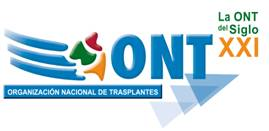 La ONT
del Siglo
XXI
ONT
ORGANIZACIÓN NACIONAL DE TRASPLANTES